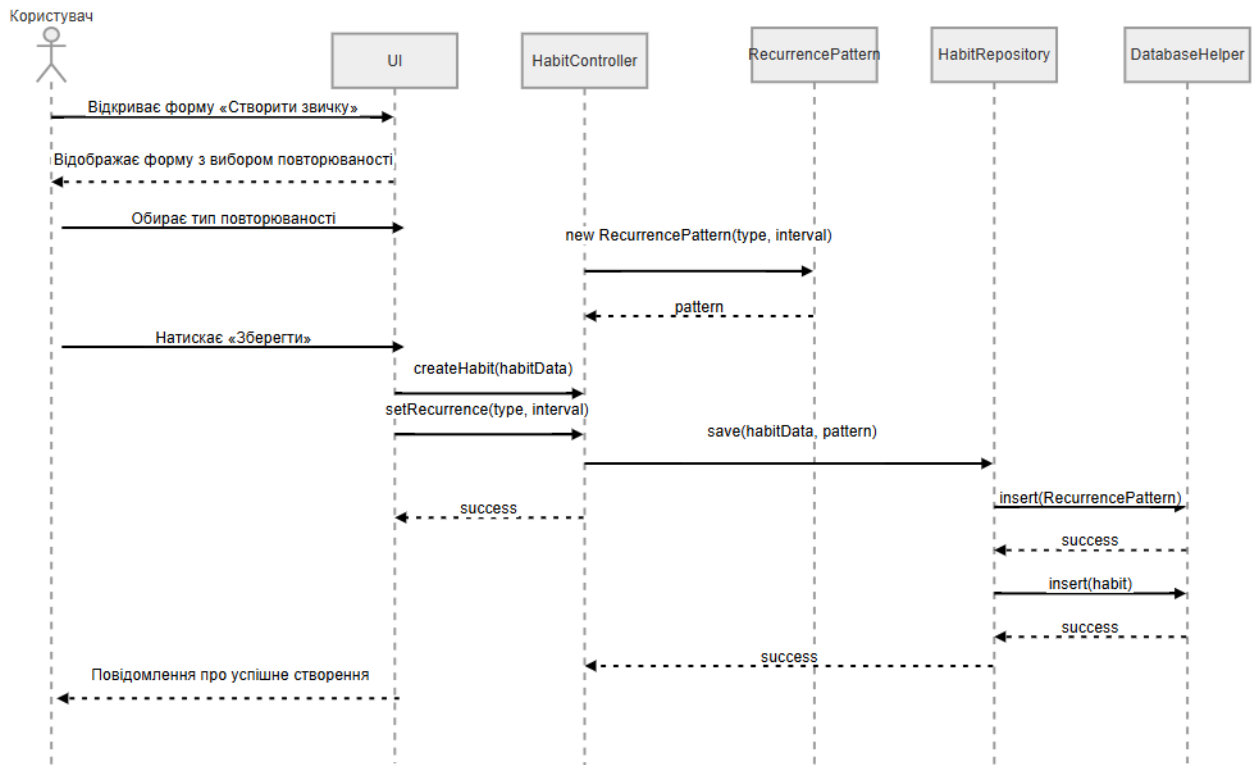 Користувач
UI
HabitController
RecurrencePattern
HabitRepository
DatabaseHelper
Відкриває форму «Створити звичку»
Відображає форму з вибором повторюваності
Обирає тип повторюваності
new RecurrencePattern(type, interval)
pattern
Натискає «Зберегти»
createHabit(habitData)
setRecurrence(type, interval)
save(habitData, pattern)
insert(RecurrencePattern)
success
success
insert(habit)
success
success
Повідомлення про успішне створення